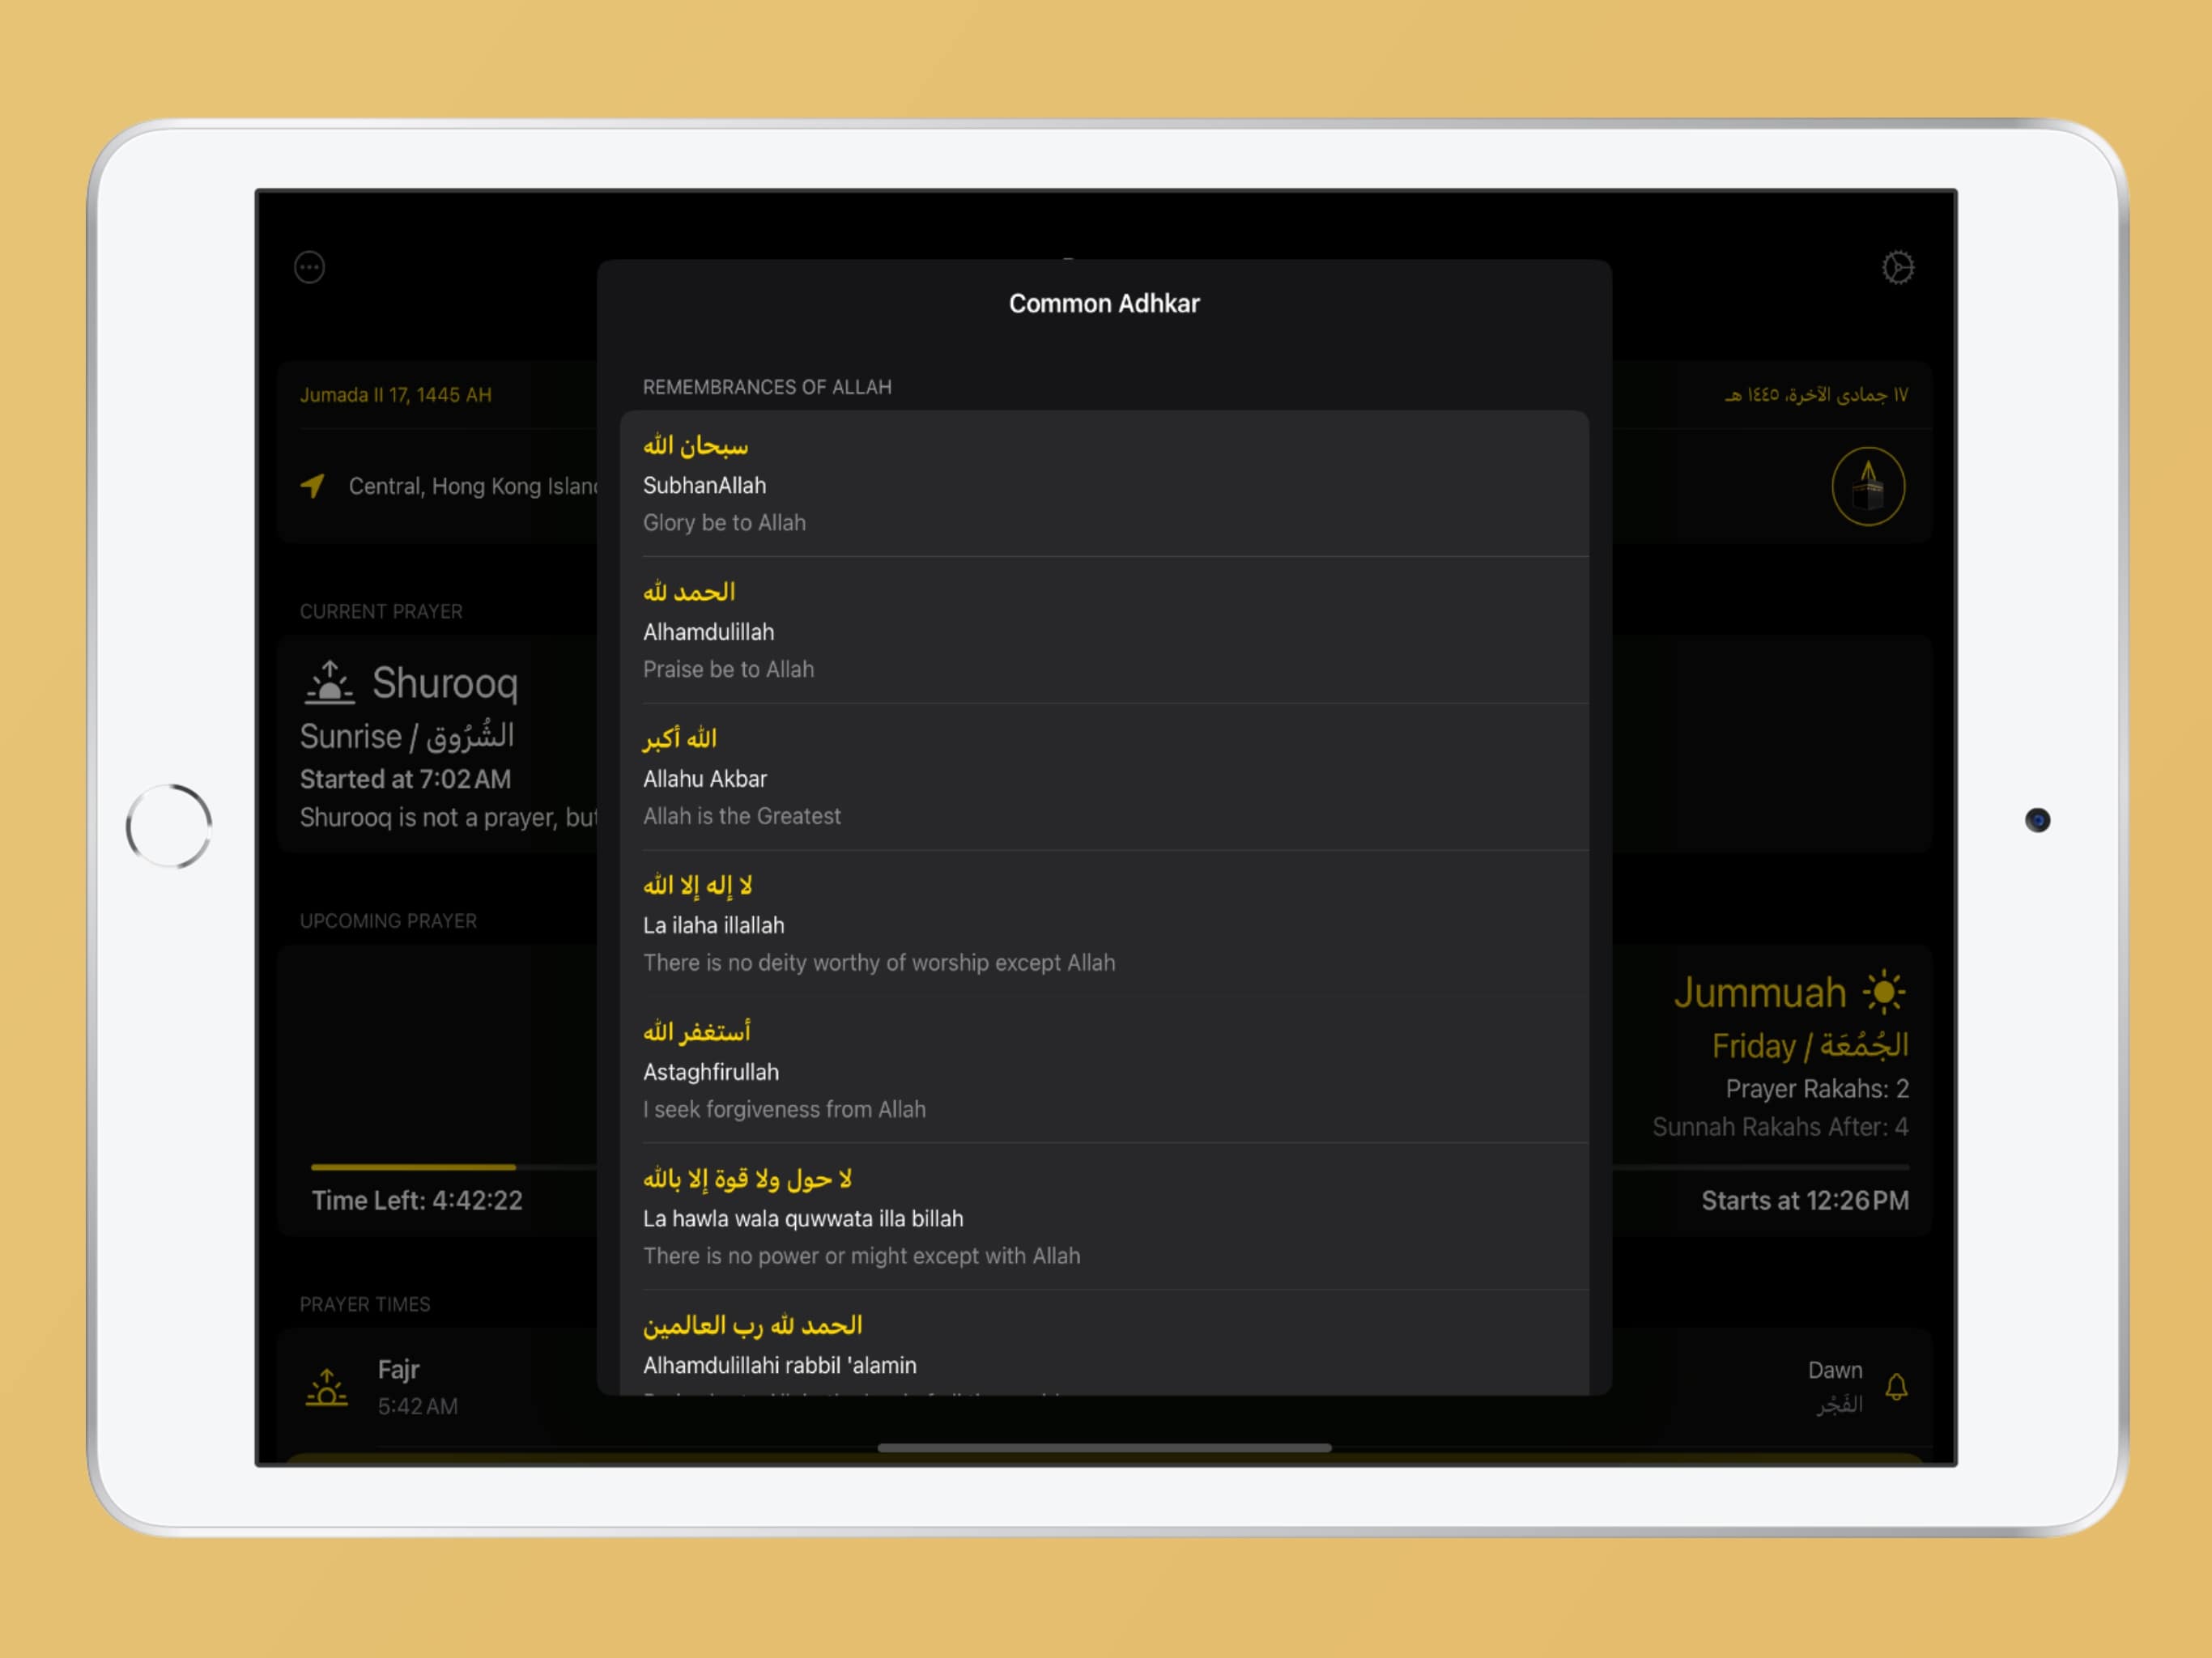 Common Adhkar
Jumada II 17, 1445 AH
١٧ جمادى الآخرة، ١٤٤٥ هـ
Central, Hong Kong Island
CURRENT PRAYER
Shurooq
Sunrise / الشُّرُوق
Started at 7:02 AM
Shurooq is not a prayer, but
UPCOMING PRAYER
Jummuah
Friday / الجُمُعَة
Prayer Rakahs: 2
Sunnah Rakahs After: 4
Time Left: 4:42:22
Starts at 12:26 PM
PRAYER TIMES
Fajr
5:42 AM
Dawn
الفَجْر
REMEMBRANCES OF ALLAH
سبحان الله
SubhanAllah
Glory be to Allah
الحمد لله
Alhamdulillah
Praise be to Allah
الله أكبر
Allahu Akbar
Allah is the Greatest
لا إله إلا الله
La ilaha illallah
There is no deity worthy of worship except Allah
أستغفر الله
Astaghfirullah
I seek forgiveness from Allah
لا حول ولا قوة إلا بالله
La hawla wala quwwata illa billah
There is no power or might except with Allah
الحمد لله رب العالمين
Alhamdulillahi rabbil 'alamin